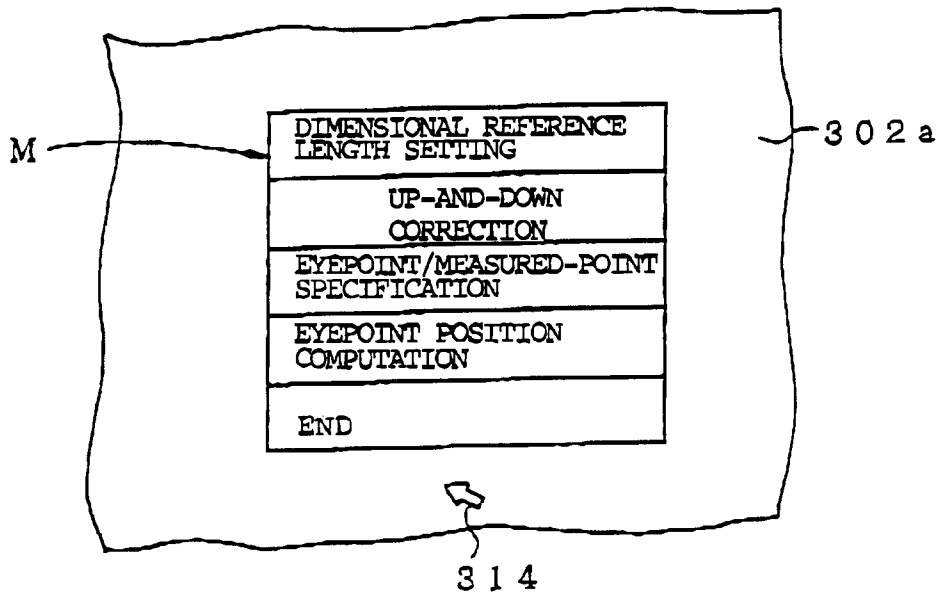 DIMENSIONAL REFERENCE
LENGTH SETTING
M
302a
UP-AND-DOWN
CORRECTION
EYEPOINT/MEASURED-POINT
SPECIFICATION
EYEPOINT POSITION
COMPUTATION
END
314